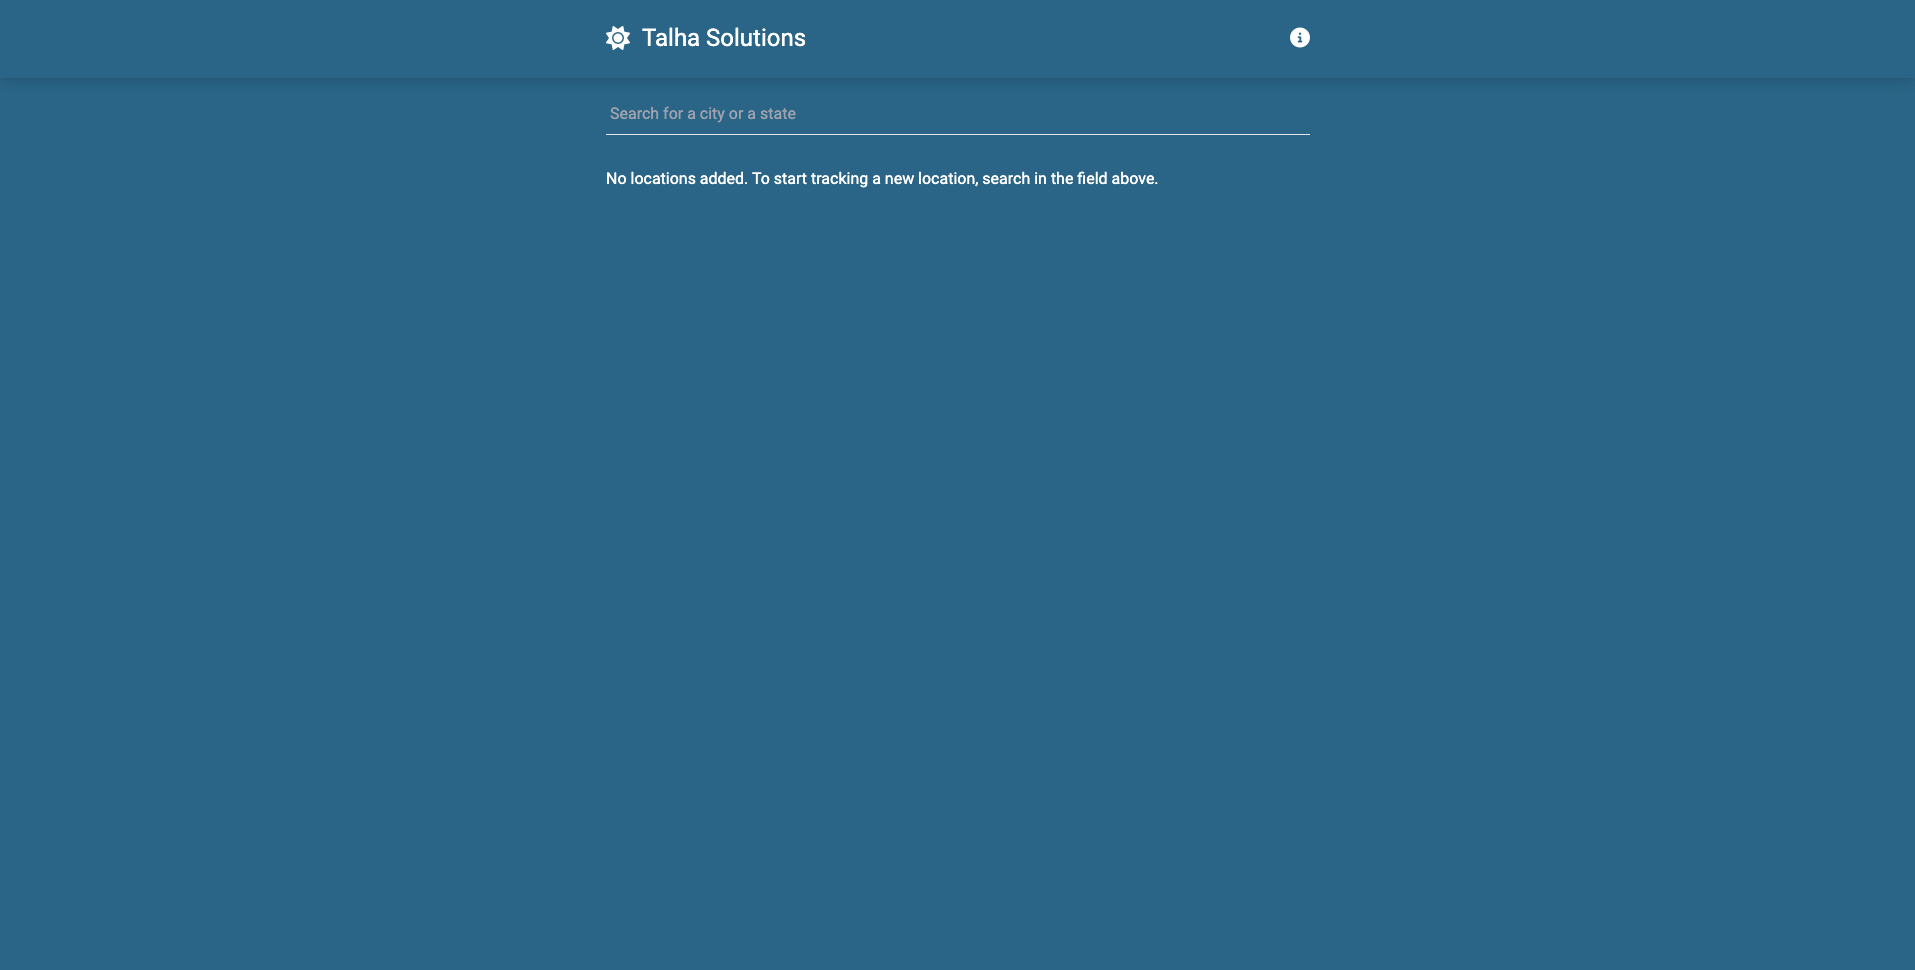 Talha Solutions
Search for a city or a state
No locations added. To start tracking a new location, search in the field above.